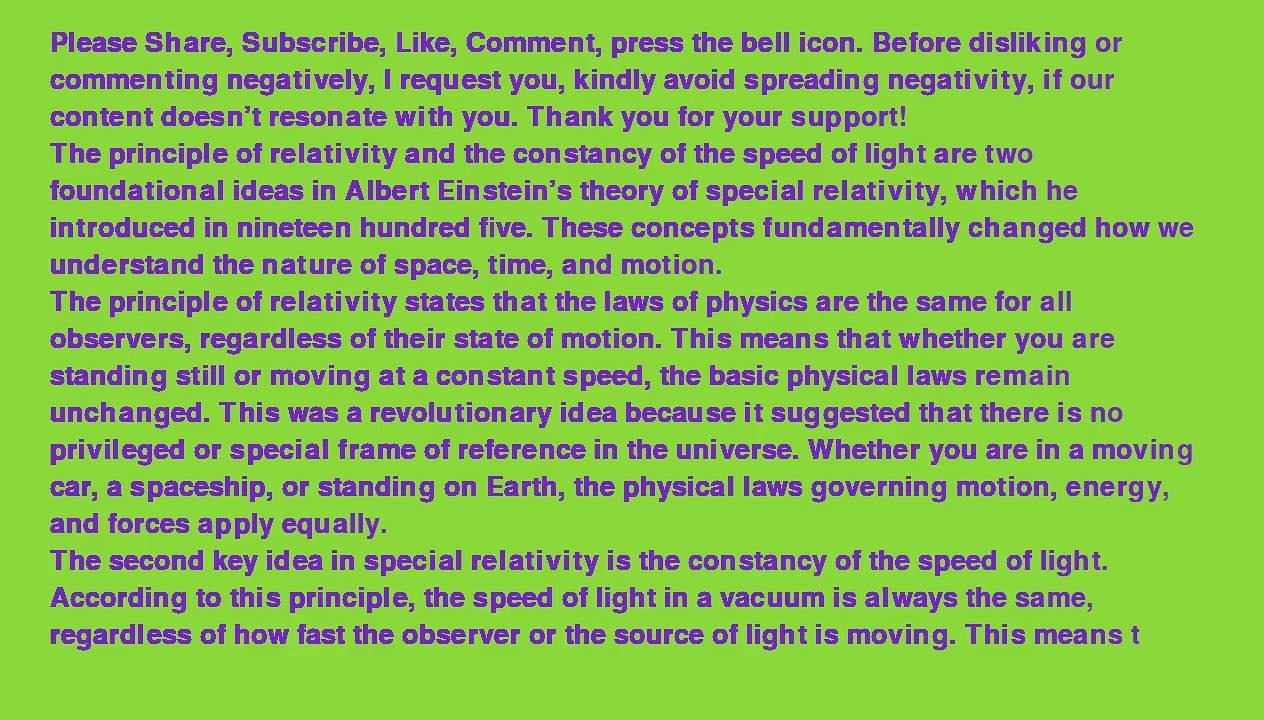 Please Share, Subscribe, Like, Comment, press the bell icon. Before disliking or
commenting negatively, I request you, kindly avoid spreading negativity, if our
content doesn’t resonate with you. Thank you for your support!
The principle of relativity and the constancy of the speed of light are two
foundational ideas in Albert Einstein’s theory of special relativity, which he
introduced in nineteen hundred five. These concepts fundamentally changed how we
understand the nature of space, time, and motion.
The principle of relativity states that the laws of physics are the same for all
observers, regardless of their state of motion. This means that whether you are
standing still or moving at a constant speed, the basic physical laws remain
unchanged. This was a revolutionary idea because it suggested that there is no
privileged or special frame of reference in the universe. Whether you are in a moving
car, a spaceship, or standing on Earth, the physical laws governing motion, energy,
and forces apply equally.
The second key idea in special relativity is the constancy of the speed of light.
According to this principle, the speed of light in a vacuum is always the same,
regardless of how fast the observer or the source of light is moving. This means t